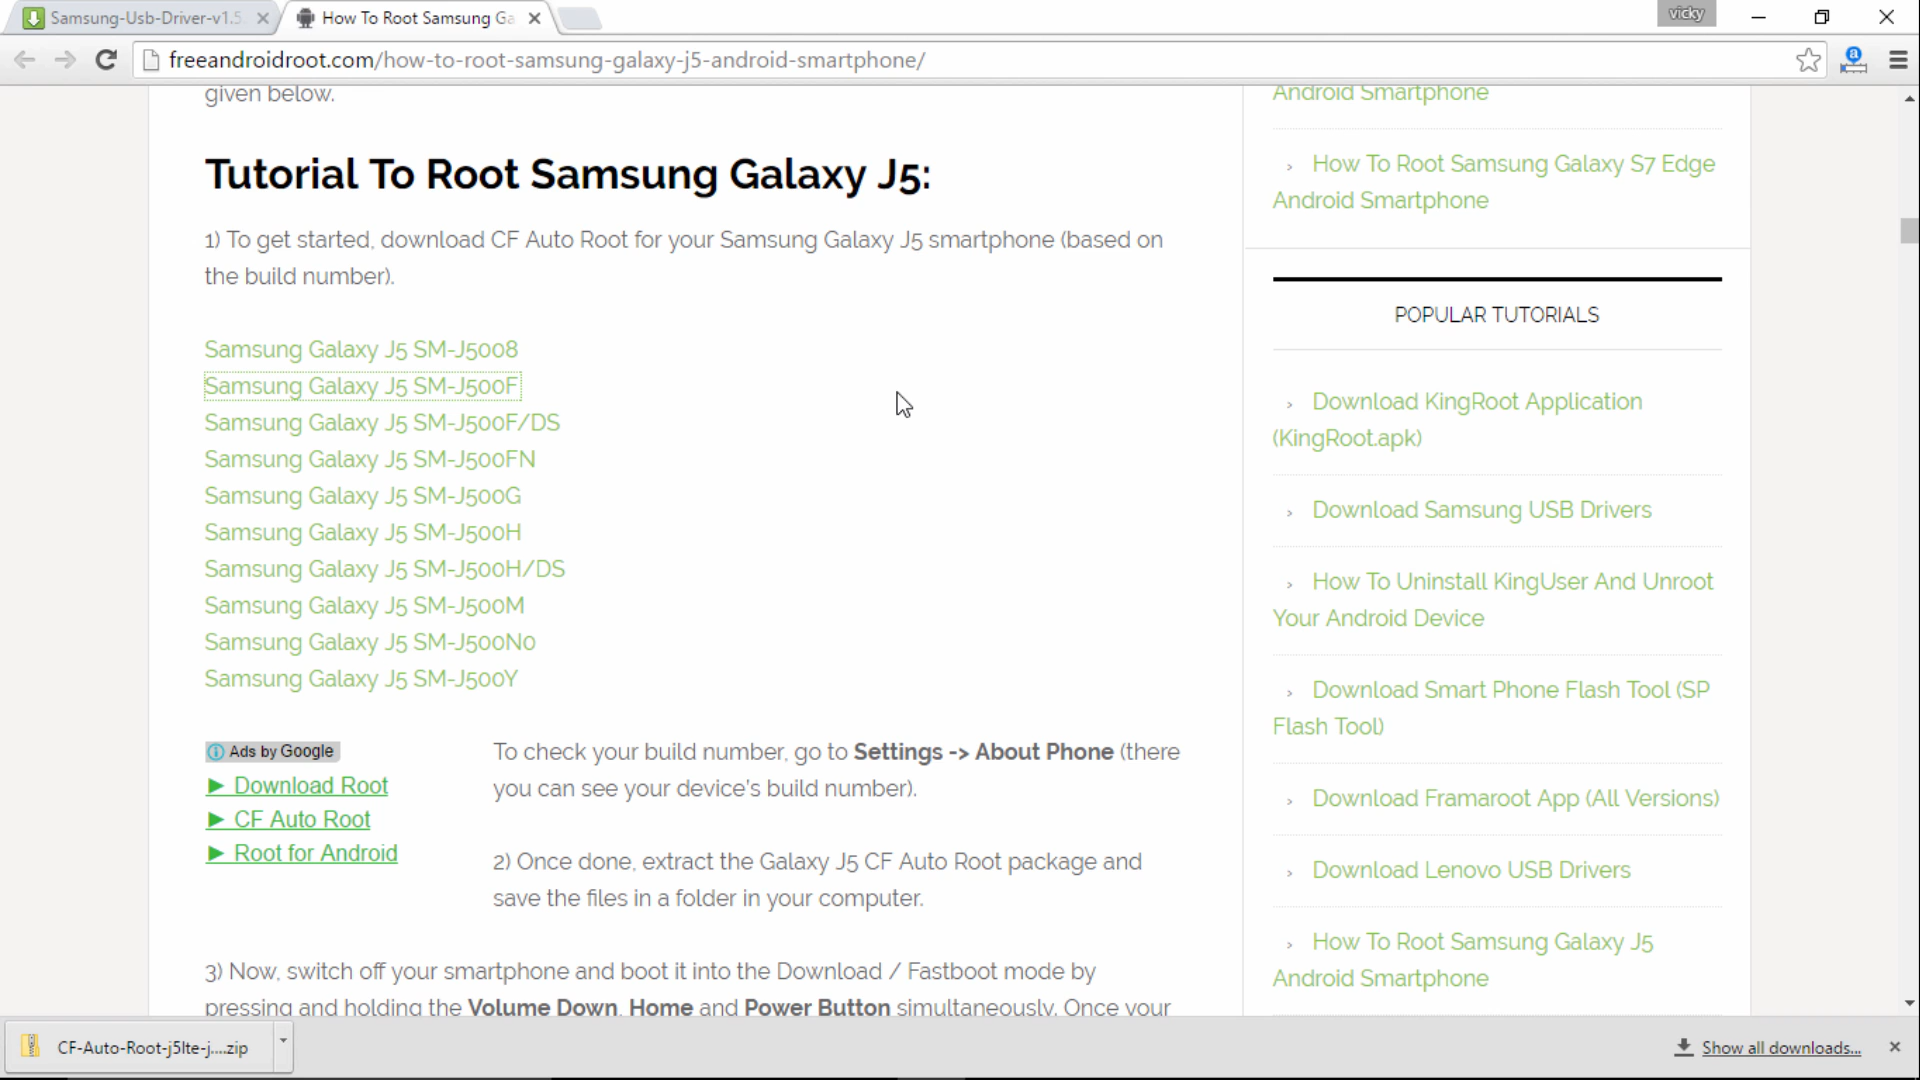 Samsung-Usb-Driver-v1.5
How To Root Samsung Ga
vicky
freeandroidroot.com/how-to-root-samsung-galaxy-j5-android-smartphone/
given below.
Tutorial To Root Samsung Galaxy J5:
1) To get started, download CF Auto Root for your Samsung Galaxy J5 smartphone (based on
the build number).
Samsung Galaxy J5 SM-J5008
Samsung Galaxy J5 SM-J500F
Samsung Galaxy J5 SM-J500F/DS
Samsung Galaxy J5 SM-J500FN
Samsung Galaxy J5 SM-J500G
Samsung Galaxy J5 SM-J500H
Samsung Galaxy J5 SM-J500H/DS
Samsung Galaxy J5 SM-J500M
Samsung Galaxy J5 SM-J500N0
Samsung Galaxy J5 SM-J500Y
Ads by Google
► Download Root
► CF Auto Root
► Root for Android
To check your build number, go to Settings -> About Phone (there
you can see your device's build number).
2) Once done, extract the Galaxy J5 CF Auto Root package and
save the files in a folder in your computer.
3) Now, switch off your smartphone and boot it into the Download / Fastboot mode by
pressing and holding the Volume Down, Home and Power Button simultaneously. Once your
Android Smartphone
› How To Root Samsung Galaxy S7 Edge
Android Smartphone
POPULAR TUTORIALS
› Download KingRoot Application
(KingRoot.apk)
› Download Samsung USB Drivers
› How To Uninstall KingUser And Unroot
Your Android Device
› Download Smart Phone Flash Tool (SP
Flash Tool)
› Download Framaroot App (All Versions)
› Download Lenovo USB Drivers
› How To Root Samsung Galaxy J5
Android Smartphone
CF-Auto-Root-j5lte-j....zip
Show all downloads...